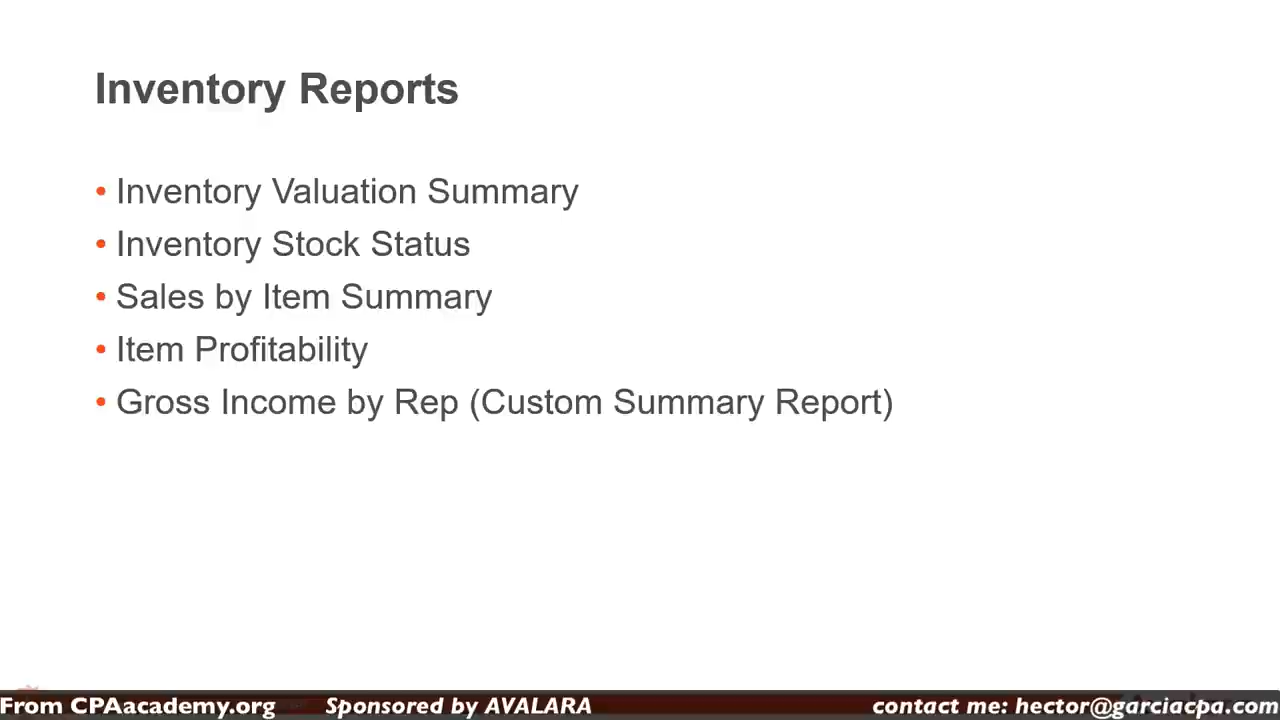 Inventory Reports
• Inventory Valuation Summary
• Inventory Stock Status
• Sales by Item Summary
• Item Profitability
• Gross Income by Rep (Custom Summary Report)
From CPAacademy.org Sponsored by AVALARA contact me: hector@garciacpa.com